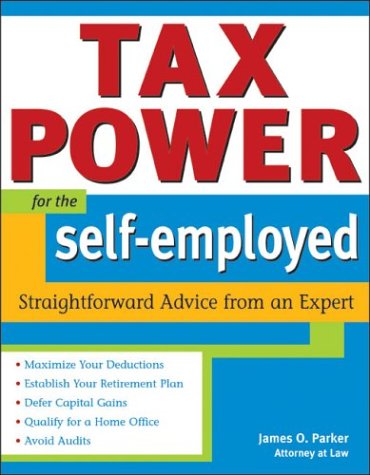 TAX
POWER
for the
self-employed
Straightforward Advice from an Expert
• Maximize Your Deductions
• Establish Your Retirement Plan
• Defer Capital Gains
• Qualify for a Home Office
• Avoid Audits
James O. Parker
Attorney at Law